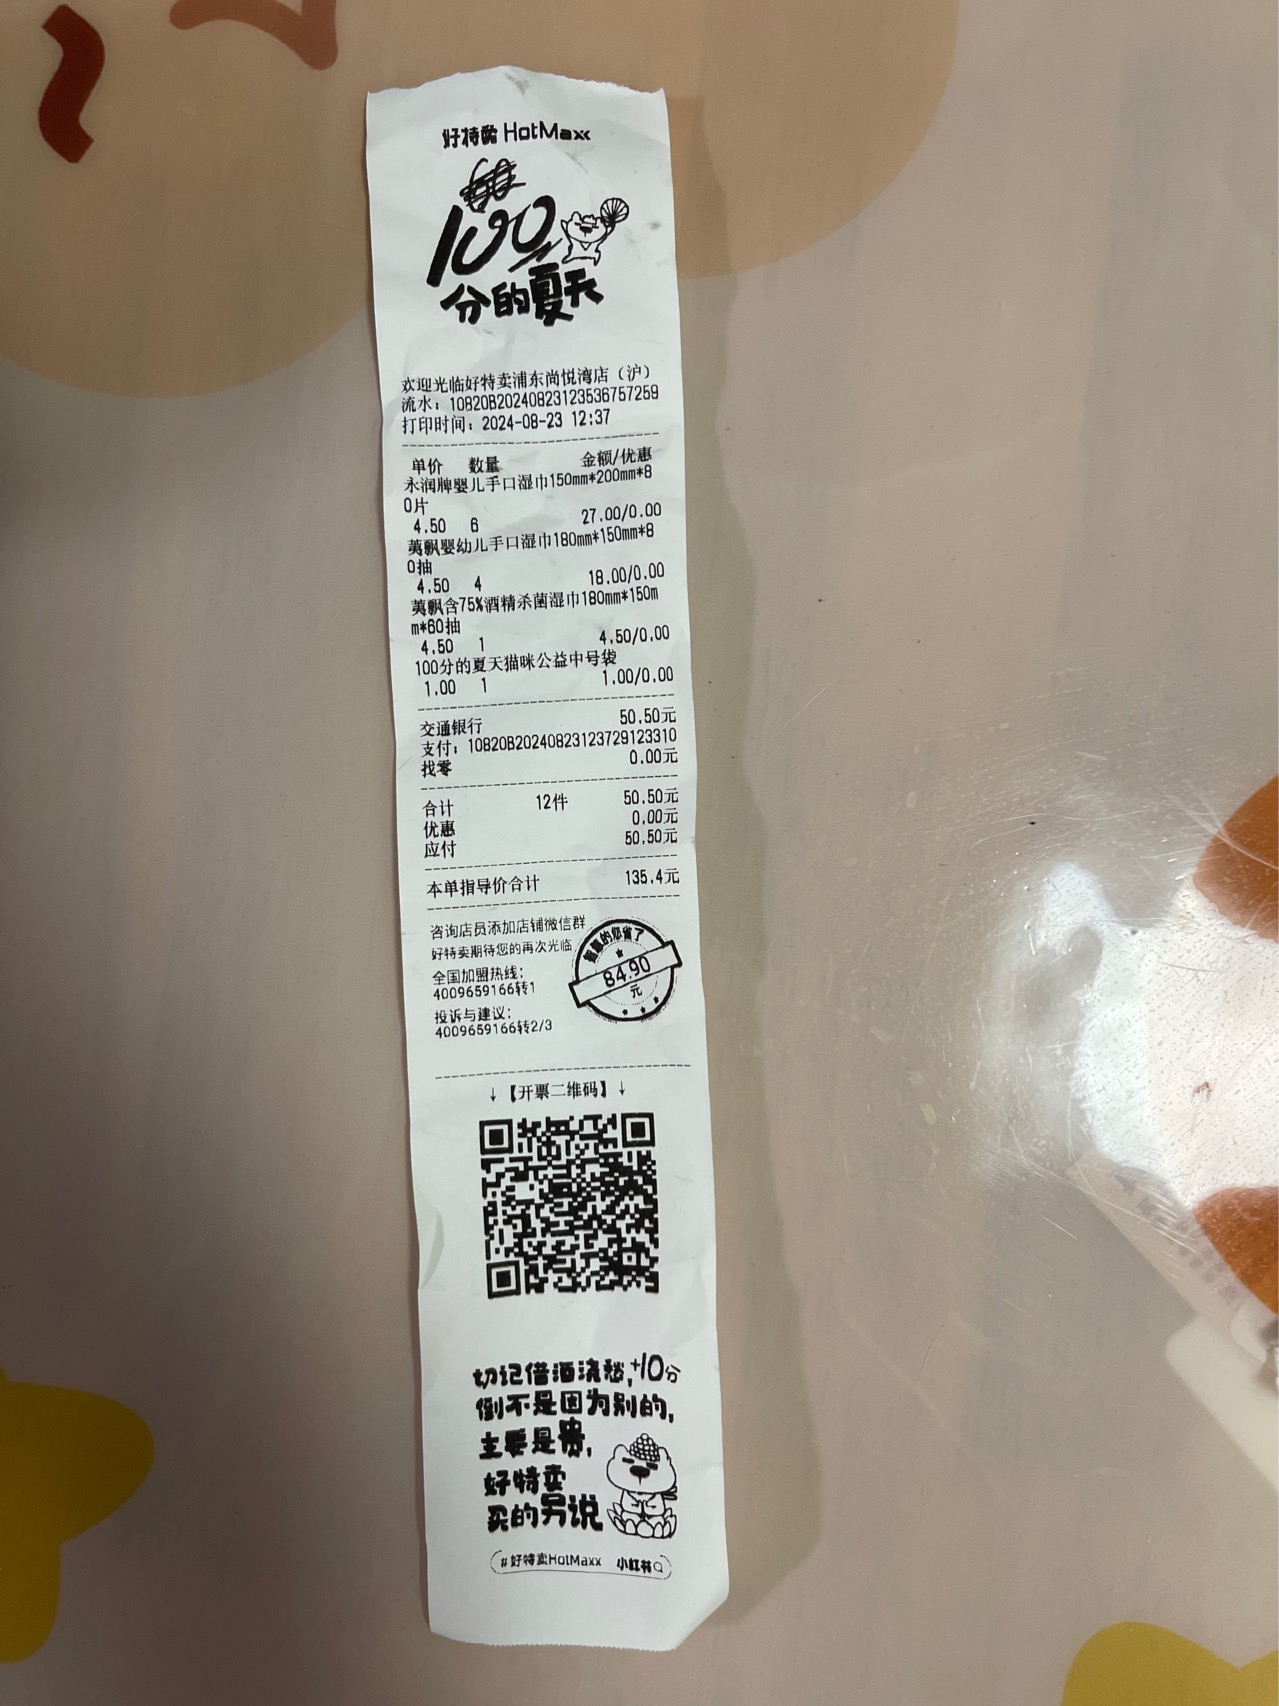 好特卖 HotMaxx
100
分的夏天
欢迎光临好特卖浦东尚悦湾店（沪）
流水：10820B20240823123536757259
打印时间：2024-08-23 12:37
单价 数量 金额/优惠
永润牌婴儿手口湿巾150mm*200mm*8
0片
4.50 6 27.00/0.00
荑飘婴幼儿手口湿巾180mm*150mm*8
0抽
4.50 4 18.00/0.00
荑飘含75%酒精杀菌湿巾180mm*150m
m*60抽
4.50 1 4.50/0.00
100分的夏天猫咪公益中号袋
1.00 1 1.00/0.00
交通银行 50.50元
支付：10820B20240823123729123310
找零 0.00元
合计 12件 50.50元
优惠 0.00元
应付 50.50元
本单指导价合计 135.4元
咨询店员添加店铺微信群
好特卖期待您的再次光临
全国加盟热线：
4009659166转1
投诉与建议：
4009659166转2/3
的您省了
84.90
元
↓【开票二维码】↓
切记借酒浇愁,+10分
倒不是因为别的,
主要是贵,
好特卖
买的另说
#好特卖HotMaxx 小红书